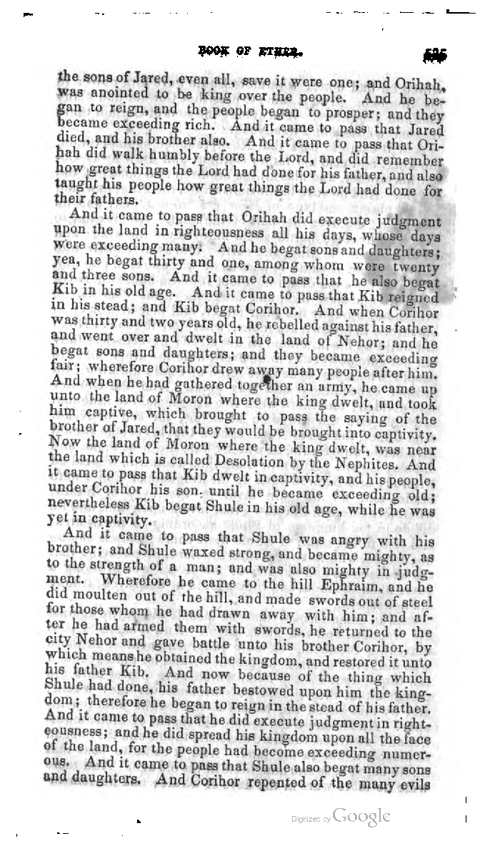 BOOK OF ETHER.
the sons of Jared, even all, save it were one; and Orihah,
was anointed to be king over the people. And he be-
gan to reign, and the people began to prosper; and they
became exceeding rich. And it came to pass that Jared
died, and his brother also. And it came to pass that Ori-
hah did walk humbly before the Lord, and did remember
how great things the Lord had done for his father, and also
taught his people how great things the Lord had done for
their fathers.
And it came to pass that Orihah did execute judgment
upon the land in righteousness all his days, whose days
were exceeding many. And he begat sons and daughters;
yea, he begat thirty and one, among whom were twenty
and three sons. And it came to pass that he also begat
Kib in his old age. And it came to pass that Kib reigned
in his stead; and Kib begat Corihor. And when Corihor
was thirty and two years old, he rebelled against his father,
and went over and dwelt in the land of Nehor; and he
begat sons and daughters; and they became exceeding
fair; wherefore Corihor drew away many people after him.
And when he had gathered together an army, he came up
unto the land of Moron where the king dwelt, and took
him captive, which brought to pass the saying of the
brother of Jared, that they would be brought into captivity.
Now the land of Moron where the king dwelt, was near
the land which is called Desolation by the Nephites. And
it came to pass that Kib dwelt in captivity, and his people,
under Corihor his son, until he became exceeding old;
nevertheless Kib begat Shule in his old age, while he was
yet in captivity.
And it came to pass that Shule was angry with his
brother; and Shule waxed strong, and became mighty, as
to the strength of a man; and was also mighty in judg-
ment. Wherefore he came to the hill Ephraim, and he
did moulten out of the hill, and made swords out of steel
for those whom he had drawn away with him; and af-
ter he had armed them with swords, he returned to the
city Nehor and gave battle unto his brother Corihor, by
which means he obtained the kingdom, and restored it unto
his father Kib. And now because of the thing which
Shule had done, his father bestowed upon him the king-
dom; therefore he began to reign in the stead of his father.
And it came to pass that he did execute judgment in right-
eousness; and he did spread his kingdom upon all the face
of the land, for the people had become exceeding numer-
ous. And it came to pass that Shule also begat many sons
and daughters. And Corihor repented of the many evils
Digitized by Google